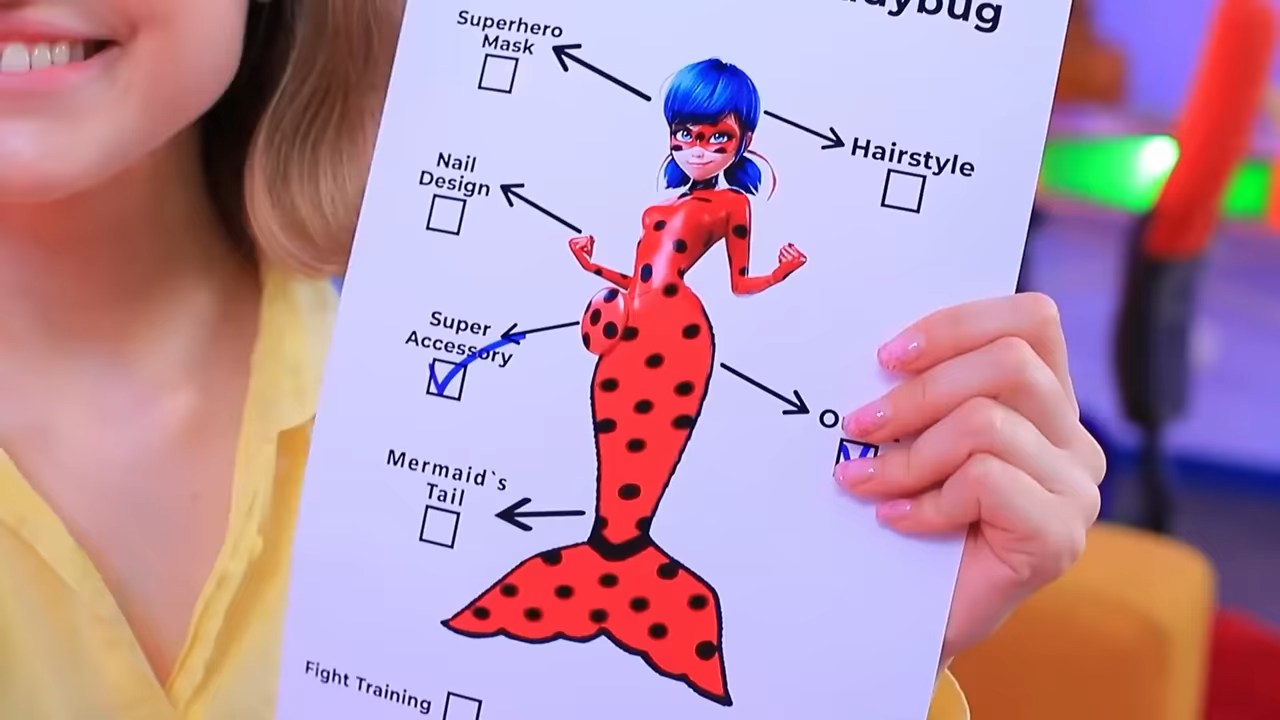 Superhero
Mask
Hairstyle
Nail
Design
Super
Accessory
Mermaid`s
Tail
Fight Training